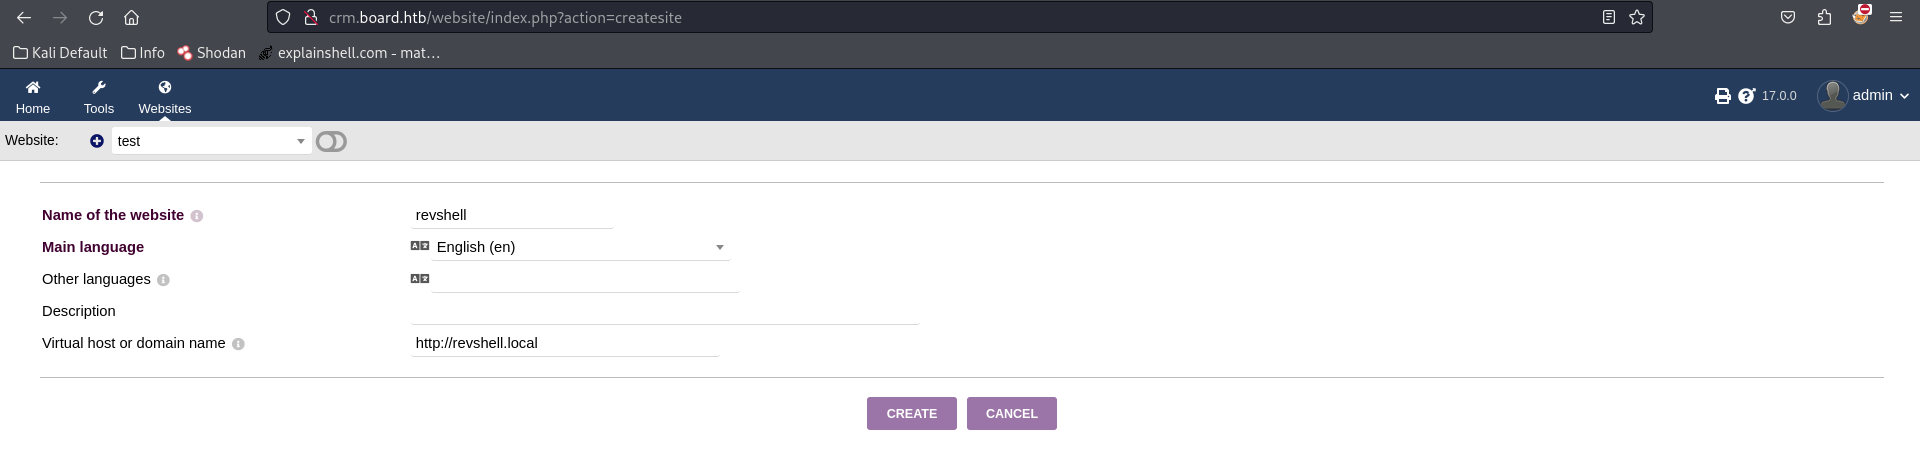 crm.board.htb/website/index.php?action=createsite
Kali Default Info Shodan explainshell.com - mat…
Home Tools Websites 17.0.0 admin
Website: test
Name of the website revshell
Main language English (en)
Other languages
Description
Virtual host or domain name http://revshell.local
CREATE CANCEL